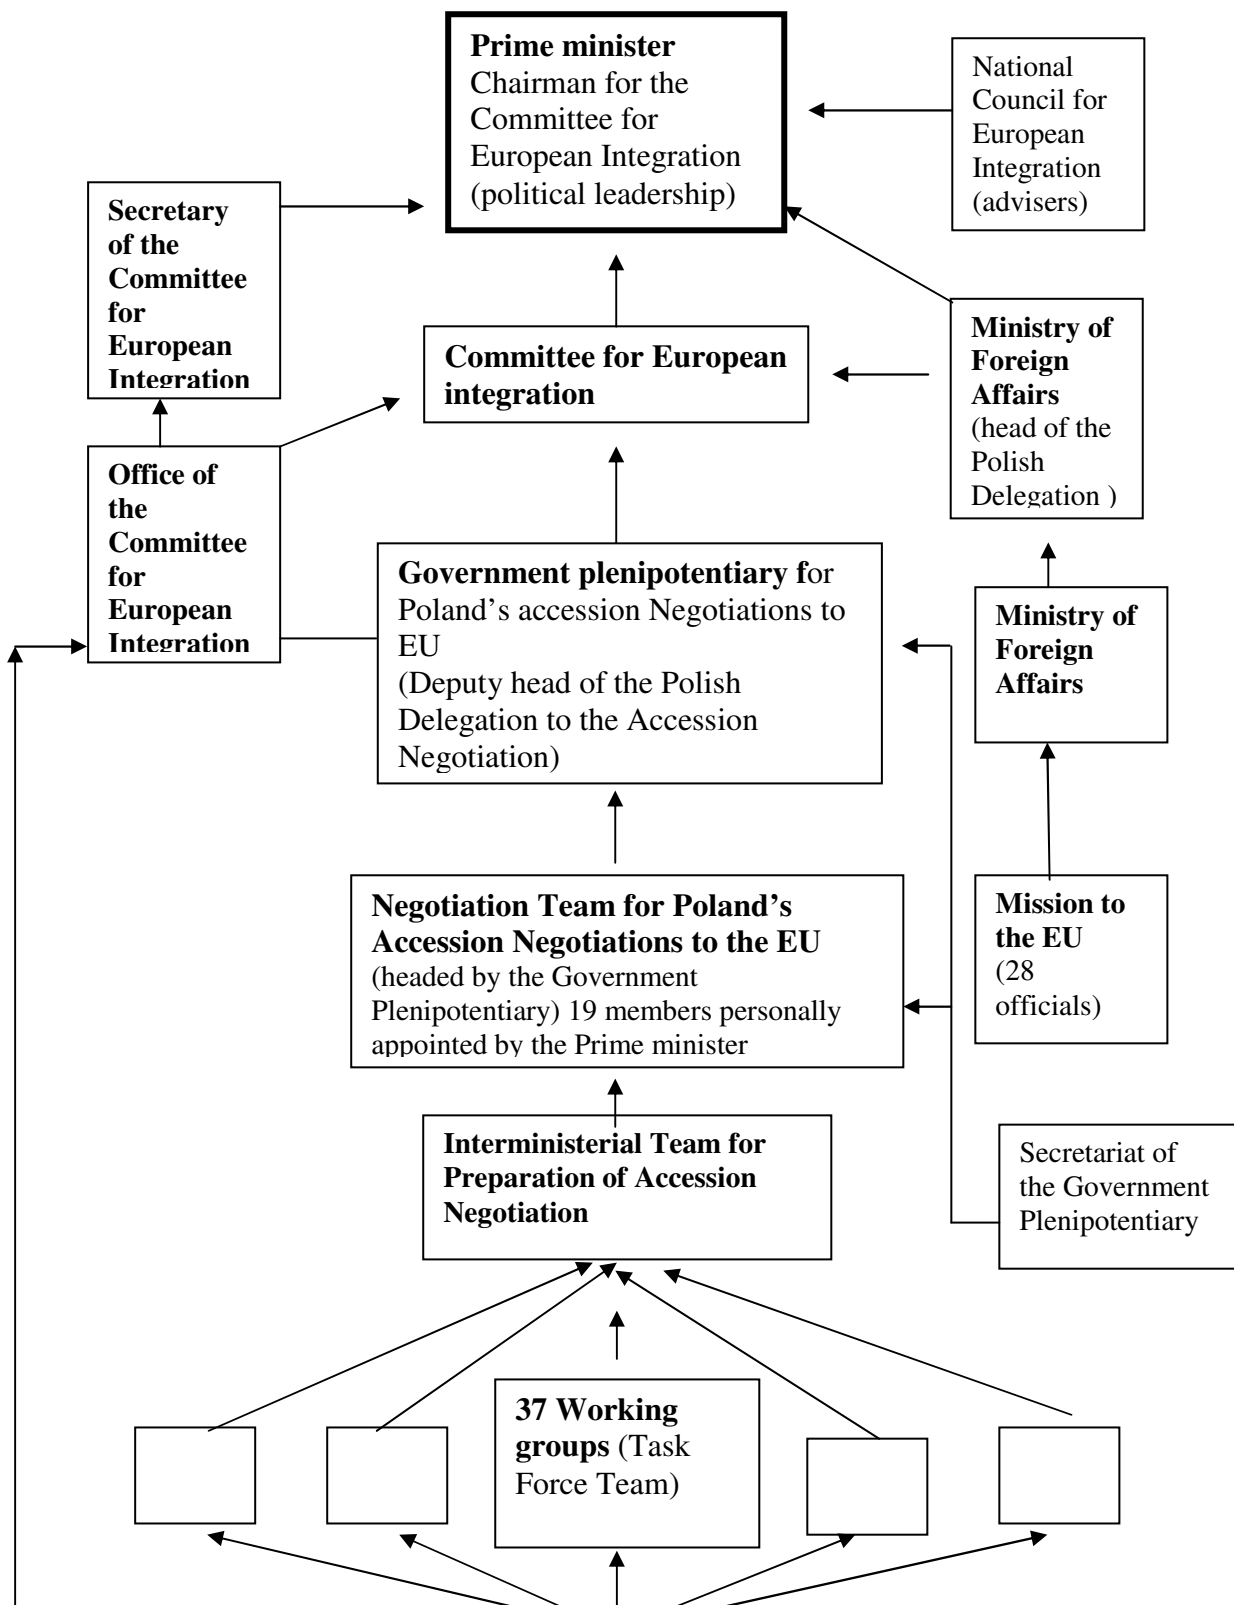 Prime minister
Chairman for the
Committee for
European Integration
(political leadership)
National
Council for
European
Integration
(advisers)
Secretary
of the
Committee
for
European
Integration
Committee for European
integration
Ministry of
Foreign
Affairs
(head of the
Polish
Delegation )
Office of
the
Committee
for
European
Integration
Government plenipotentiary for
Poland’s accession Negotiations to
EU
(Deputy head of the Polish
Delegation to the Accession
Negotiation)
Ministry of
Foreign
Affairs
Negotiation Team for Poland’s
Accession Negotiations to the EU
(headed by the Government
Plenipotentiary) 19 members personally
appointed by the Prime minister
Mission to
the EU
(28
officials)
Interministerial Team for
Preparation of Accession
Negotiation
Secretariat of
the Government
Plenipotentiary
37 Working
groups (Task
Force Team)